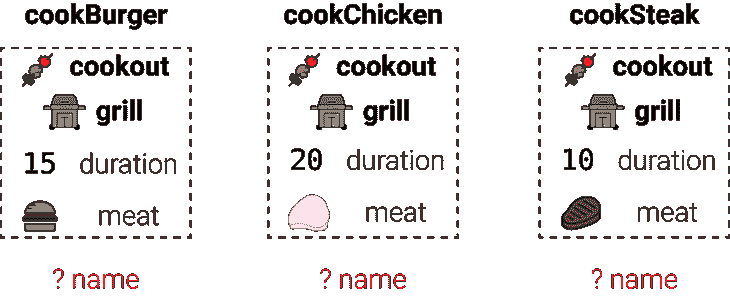 cookBurger
cookout
grill
15 duration
meat
? name
cookChicken
cookout
grill
20 duration
meat
? name
cookSteak
cookout
grill
10 duration
meat
? name